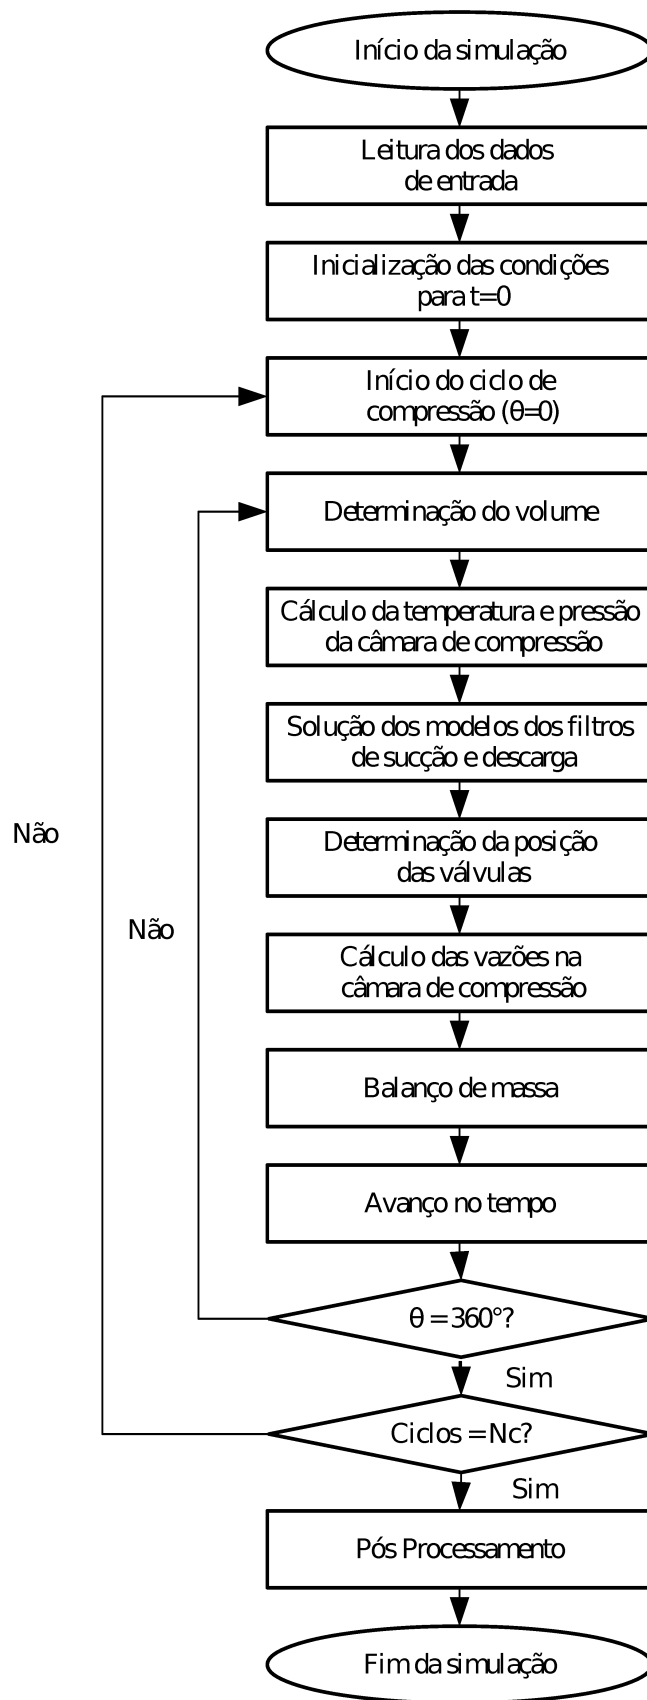 Início da simulação
Leitura dos dados
de entrada
Inicialização das condições
para t=0
Início do ciclo de
compressão (θ=0)
Determinação do volume
Cálculo da temperatura e pressão
da câmara de compressão
Solução dos modelos dos filtros
de sucção e descarga
Não
Determinação da posição
das válvulas
Não
Cálculo das vazões na
câmara de compressão
Balanço de massa
Avanço no tempo
θ = 360°?
Sim
Ciclos = Nc?
Sim
Pós Processamento
Fim da simulação